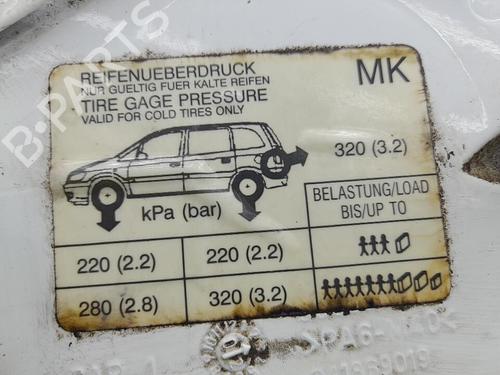 B-PARTS
REIFENUEBERDRUCK
NUR GUELTIG FUER KALTE REIFEN
TIRE GAGE PRESSURE
VALID FOR COLD TIRES ONLY
MK
320 (3.2)
kPa (bar)
BELASTUNG/LOAD
BIS/UP TO
220 (2.2) 220 (2.2)
280 (2.8) 320 (3.2)